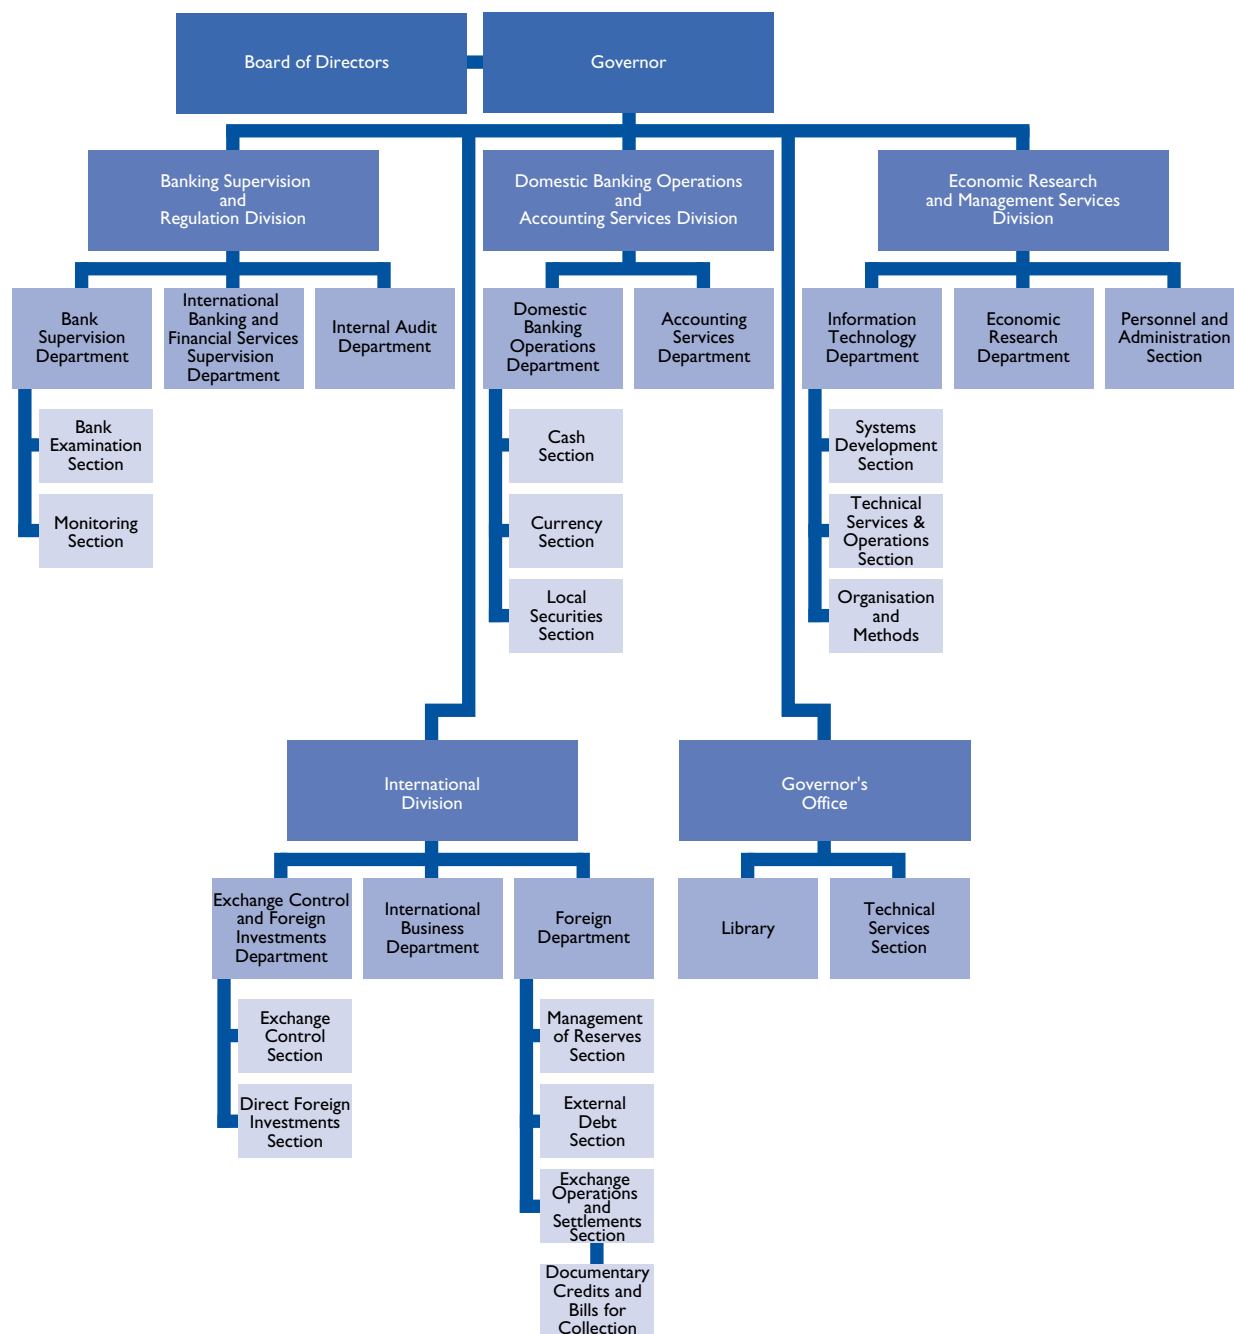 Board of Directors
Governor
Banking Supervision
and
Regulation Division
Domestic Banking Operations
and
Accounting Services Division
Economic Research
and Management Services
Division
Bank
Supervision
Department
International
Banking and
Financial Services
Supervision
Department
Internal Audit
Department
Domestic
Banking
Operations
Department
Accounting
Services
Department
Information
Technology
Department
Economic
Research
Department
Personnel and
Administration
Section
Bank
Examination
Section
Monitoring
Section
Cash
Section
Currency
Section
Local
Securities
Section
Systems
Development
Section
Technical
Services &
Operations
Section
Organisation
and
Methods
International
Division
Governor's
Office
Exchange Control
and Foreign
Investments
Department
International
Business
Department
Foreign
Department
Library
Technical
Services
Section
Exchange
Control
Section
Direct Foreign
Investments
Section
Management
of Reserves
Section
External
Debt
Section
Exchange
Operations
and
Settlements
Section
Documentary
Credits and
Bills for
Collection